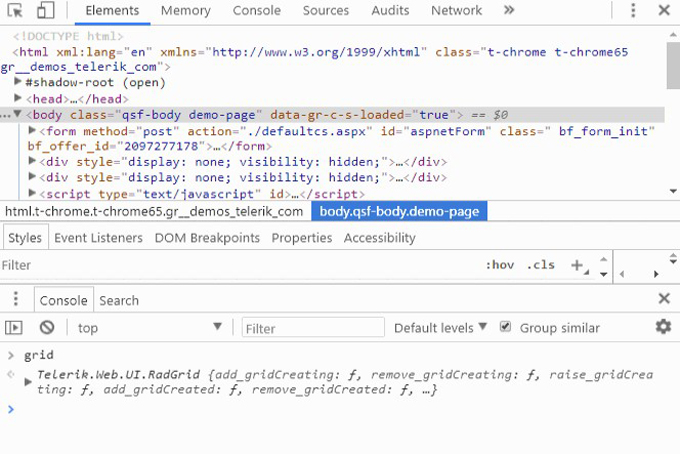 Elements Memory Console Sources Audits Network »
<!DOCTYPE html>
<html xml:lang="en" xmlns="http://www.w3.org/1999/xhtml" class="t-chrome t-chrome65
gr__demos_telerik_com">
#shadow-root (open)
<head>…</head>
…<body class="qsf-body demo-page" data-gr-c-s-loaded="true"> == $0
<form method="post" action="./defaultcs.aspx" id="aspnetForm" class=" bf_form_init"
bf_offer_id="2097277178">…</form>
<div style="display: none; visibility: hidden;">…</div>
<div style="display: none; visibility: hidden;">…</div>
<script type="text/javascript" id>…</script>
html.t-chrome.t-chrome65.gr__demos_telerik_com body.qsf-body.demo-page
Styles Event Listeners DOM Breakpoints Properties Accessibility
Filter :hov .cls +
Console Search
top Filter Default levels Group similar
> grid
Telerik.Web.UI.RadGrid {add_gridCreating: ƒ, remove_gridCreating: ƒ, raise_gridCrea
ting: ƒ, add_gridCreated: ƒ, remove_gridCreated: ƒ, …}
>